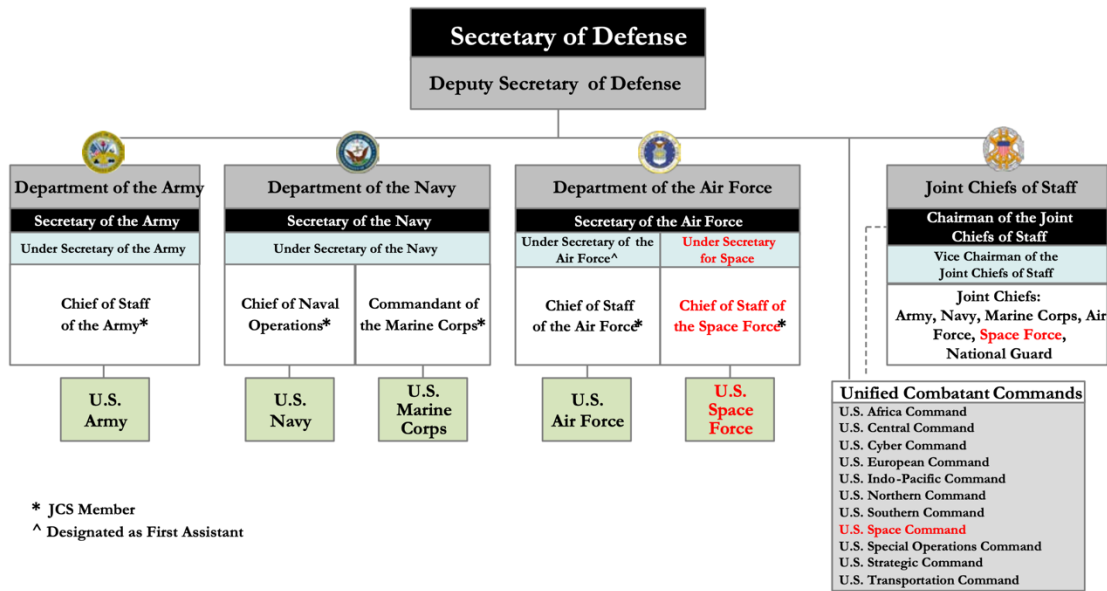 Secretary of Defense
Deputy Secretary of Defense
Department of the Army
Secretary of the Army
Under Secretary of the Army
Chief of Staff
of the Army*
U.S.
Army
Department of the Navy
Secretary of the Navy
Under Secretary of the Navy
Chief of Naval
Operations*
Commandant of
the Marine Corps*
U.S.
Navy
U.S.
Marine
Corps
Department of the Air Force
Secretary of the Air Force
Under Secretary of the
Air Force^
Under Secretary
for Space
Chief of Staff
of the Air Force*
Chief of Staff of
the Space Force*
U.S.
Air Force
U.S.
Space
Force
Joint Chiefs of Staff
Chairman of the Joint
Chiefs of Staff
Vice Chairman of the
Joint Chiefs of Staff
Joint Chiefs:
Army, Navy, Marine Corps, Air
Force, Space Force,
National Guard
Unified Combatant Commands
U.S. Africa Command
U.S. Central Command
U.S. Cyber Command
U.S. European Command
U.S. Indo-Pacific Command
U.S. Northern Command
U.S. Southern Command
U.S. Space Command
U.S. Special Operations Command
U.S. Strategic Command
U.S. Transportation Command
* JCS Member
^ Designated as First Assistant